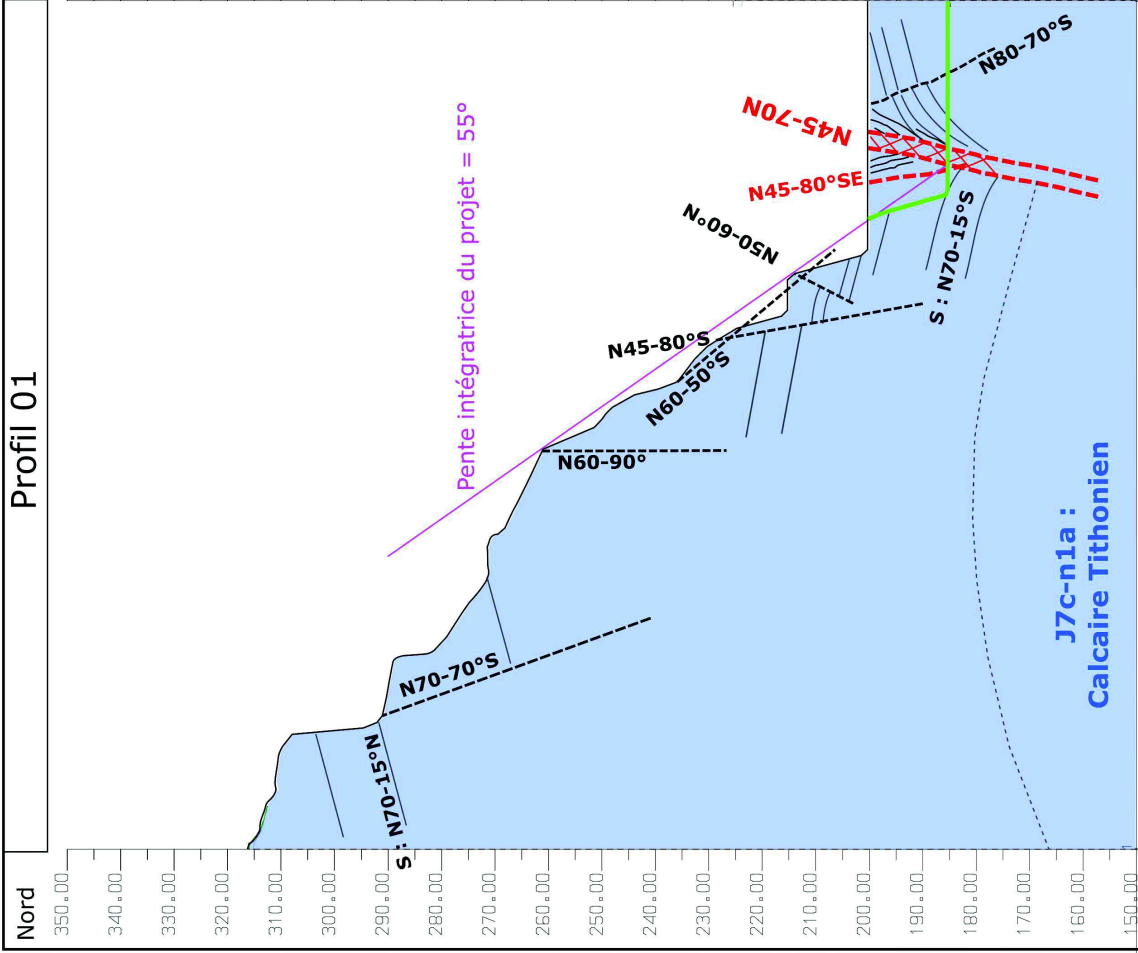 Profil 01
Nord
350.00
340.00
330.00
320.00
310.00
300.00
290.00
280.00
270.00
260.00
250.00
240.00
230.00
220.00
210.00
200.00
190.00
180.00
170.00
160.00
150.00
Pente intégratrice du projet = 55°
S : N70-15°N
N70-70°S
N60-90°
N60-50°S
N45-80°S
N50-60°N
N45-80°SE
N45-70N
N80-70°S
S : N70-15°S
J7c-n1a :
Calcaire Tithonien